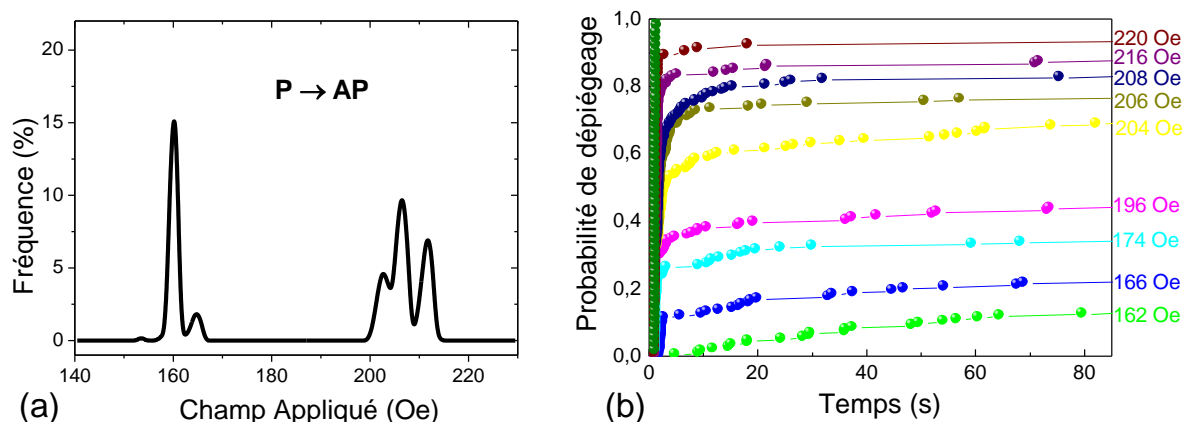 20
15
10
5
0
Fréquence (%)
P → AP
140 160 180 200 220
Champ Appliqué (Oe)
(a)
1,0
0,8
0,6
0,4
0,2
0,0
Probabilité de dépiégeage
220 Oe
216 Oe
208 Oe
206 Oe
204 Oe
196 Oe
174 Oe
166 Oe
162 Oe
0 20 40 60 80
Temps (s)
(b)